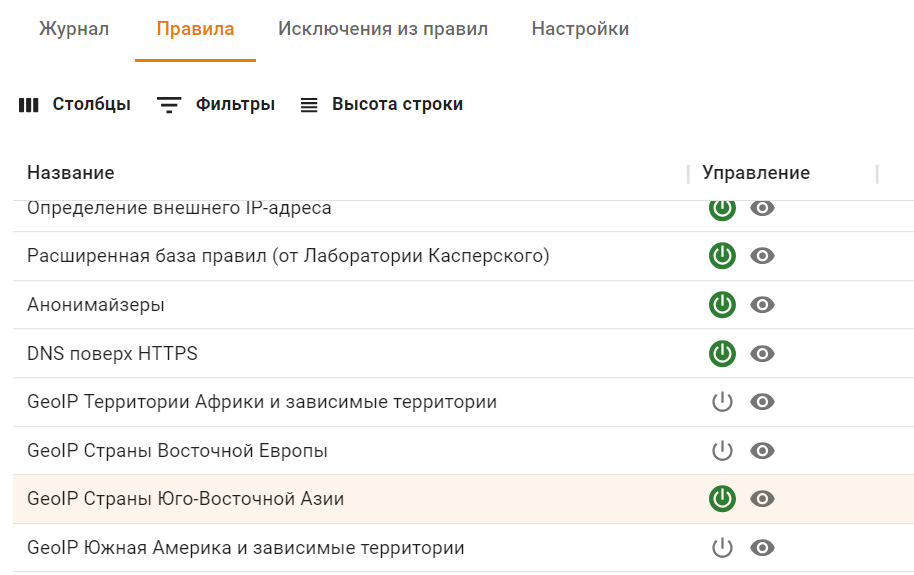 Журнал Правила Исключения из правил Настройки
Столбцы Фильтры Высота строки
Название Управление
Определение внешнего IP-адреса
Расширенная база правил (от Лаборатории Касперского)
Анонимайзеры
DNS поверх HTTPS
GeoIP Территории Африки и зависимые территории
GeoIP Страны Восточной Европы
GeoIP Страны Юго-Восточной Азии
GeoIP Южная Америка и зависимые территории